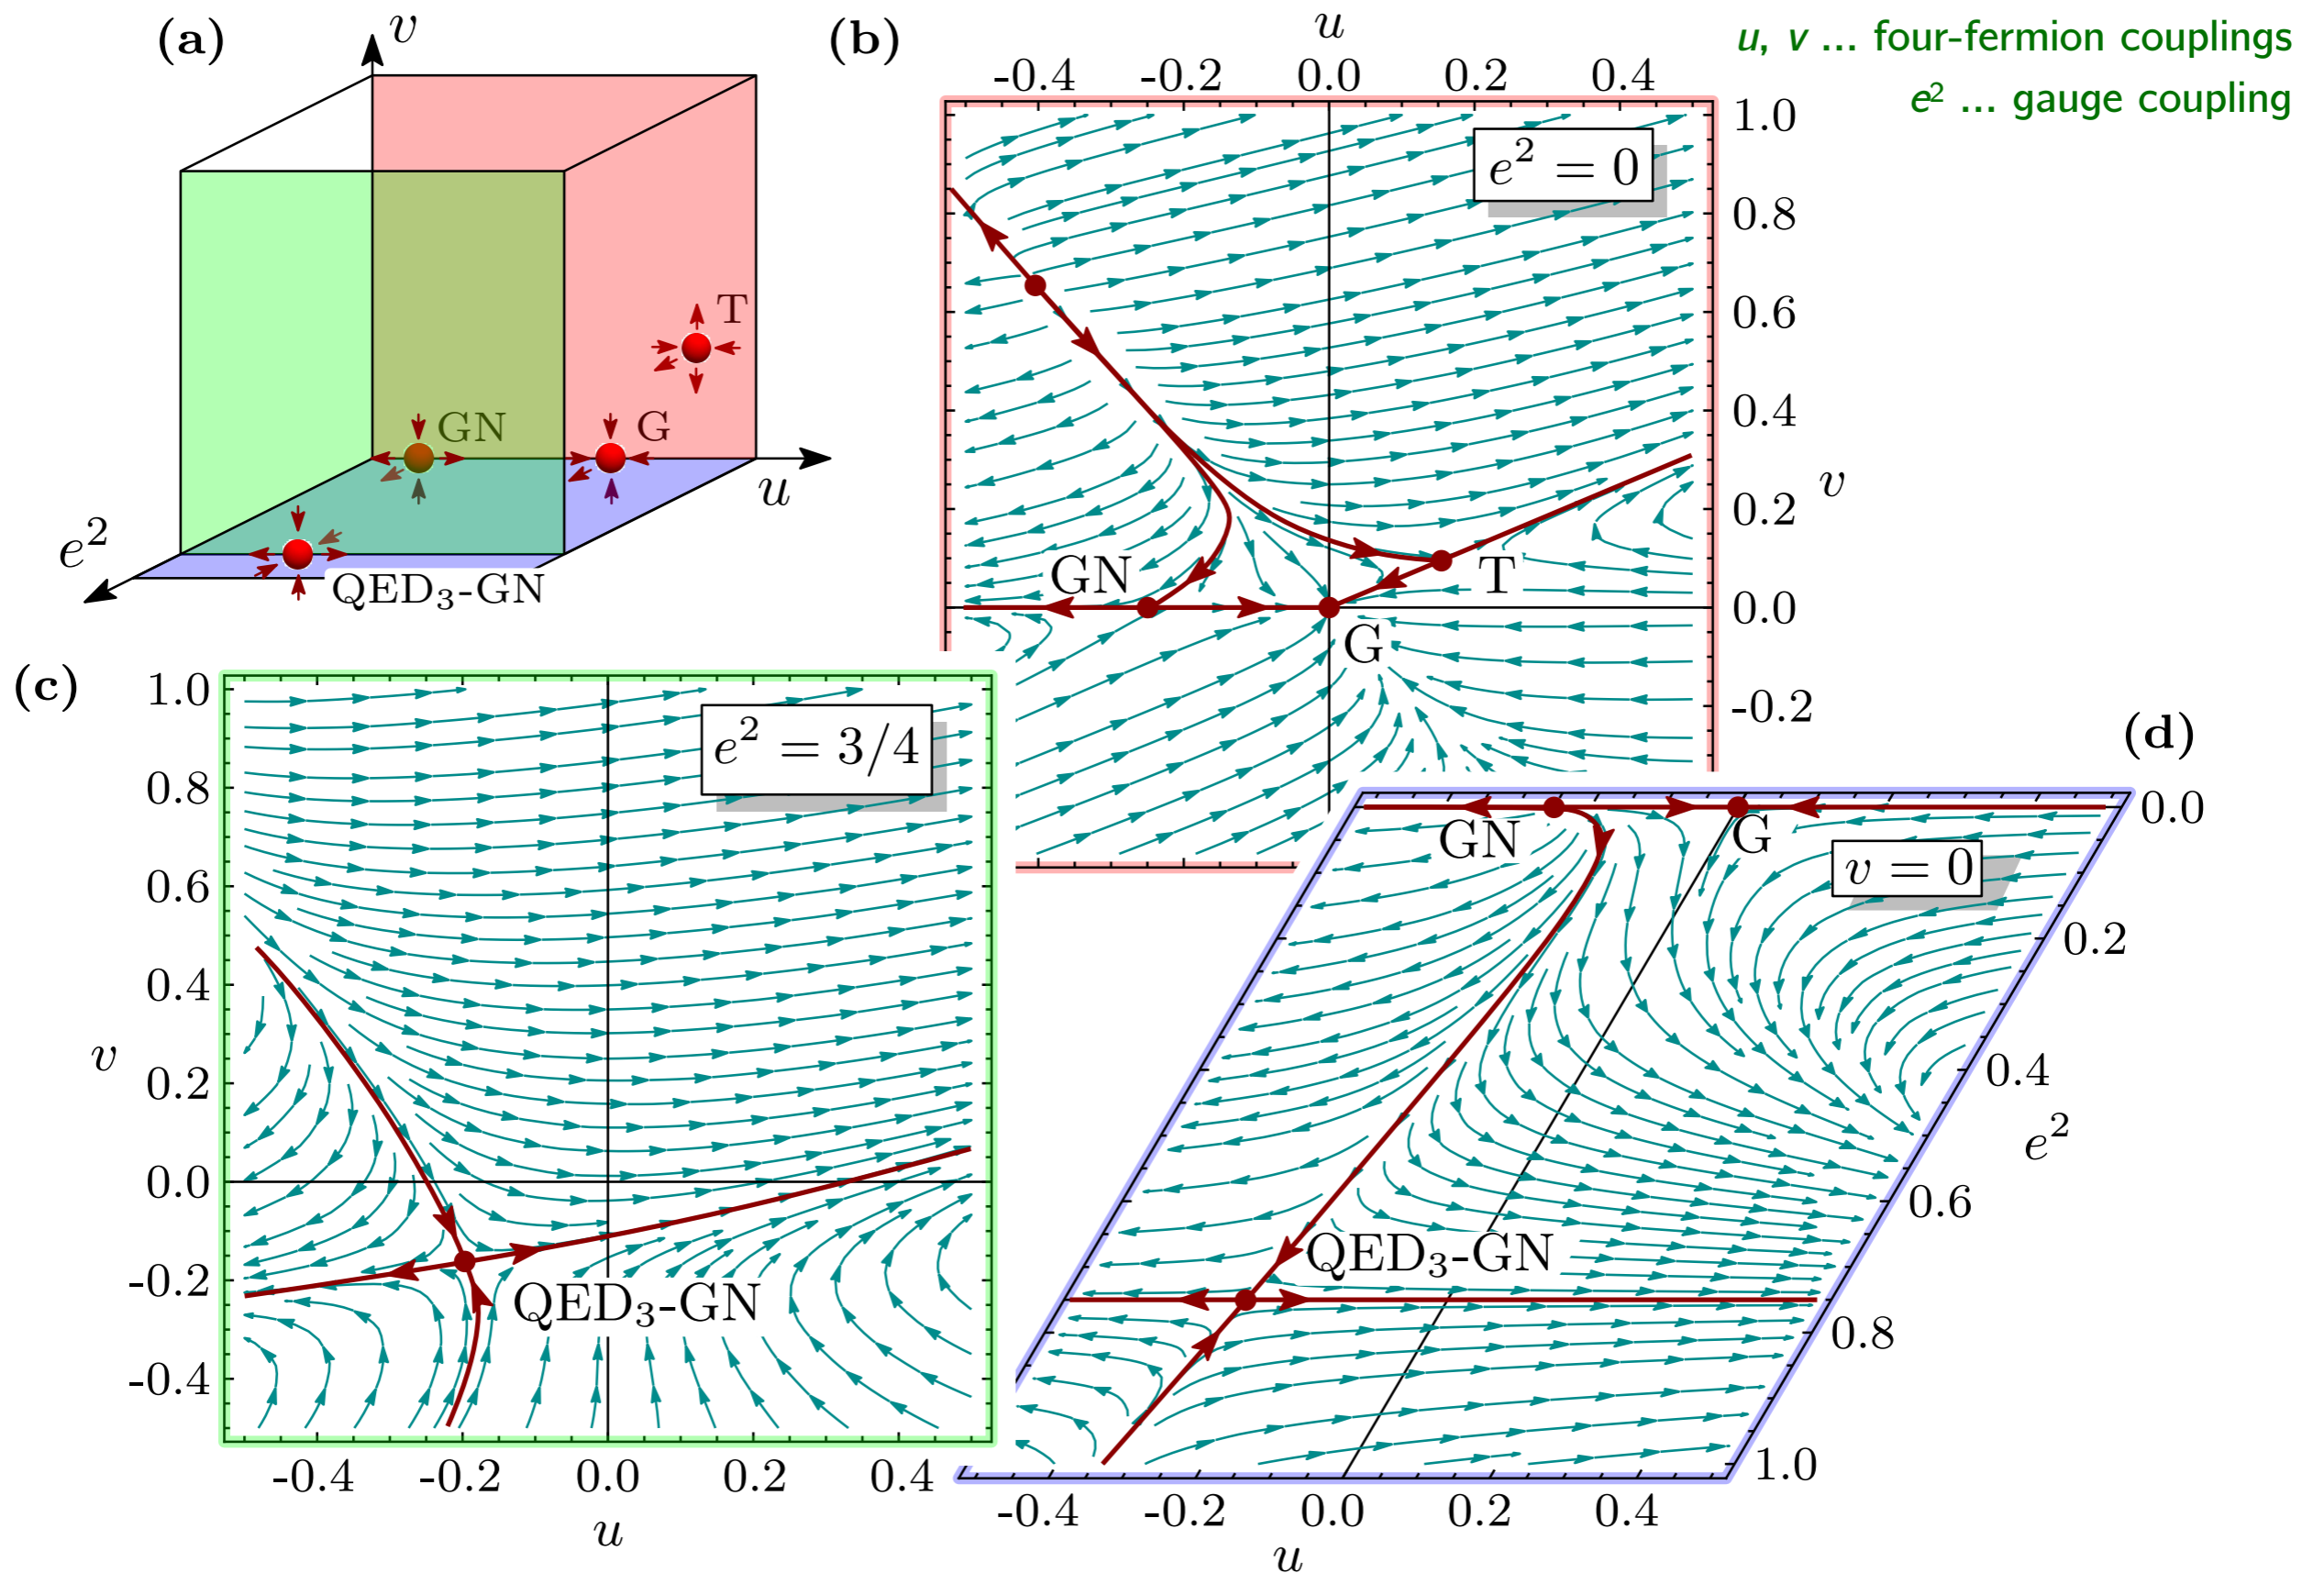 (a)
v
T
GN
G
u
e²
QED₃-GN
(b)
u
-0.4 -0.2 0.0 0.2 0.4
e² = 0
1.0
0.8
0.6
0.4
v
0.2
0.0
-0.2
GN
T
G
u, v ... four-fermion couplings
e² ... gauge coupling
(c)
1.0
0.8
0.6
0.4
v
0.2
0.0
-0.2
-0.4
e² = 3/4
QED₃-GN
-0.4 -0.2 0.0 0.2 0.4
u
(d)
0.0
GN
G
v = 0
0.2
0.4
e²
0.6
QED₃-GN
0.8
1.0
-0.4 -0.2 0.0 0.2 0.4
u